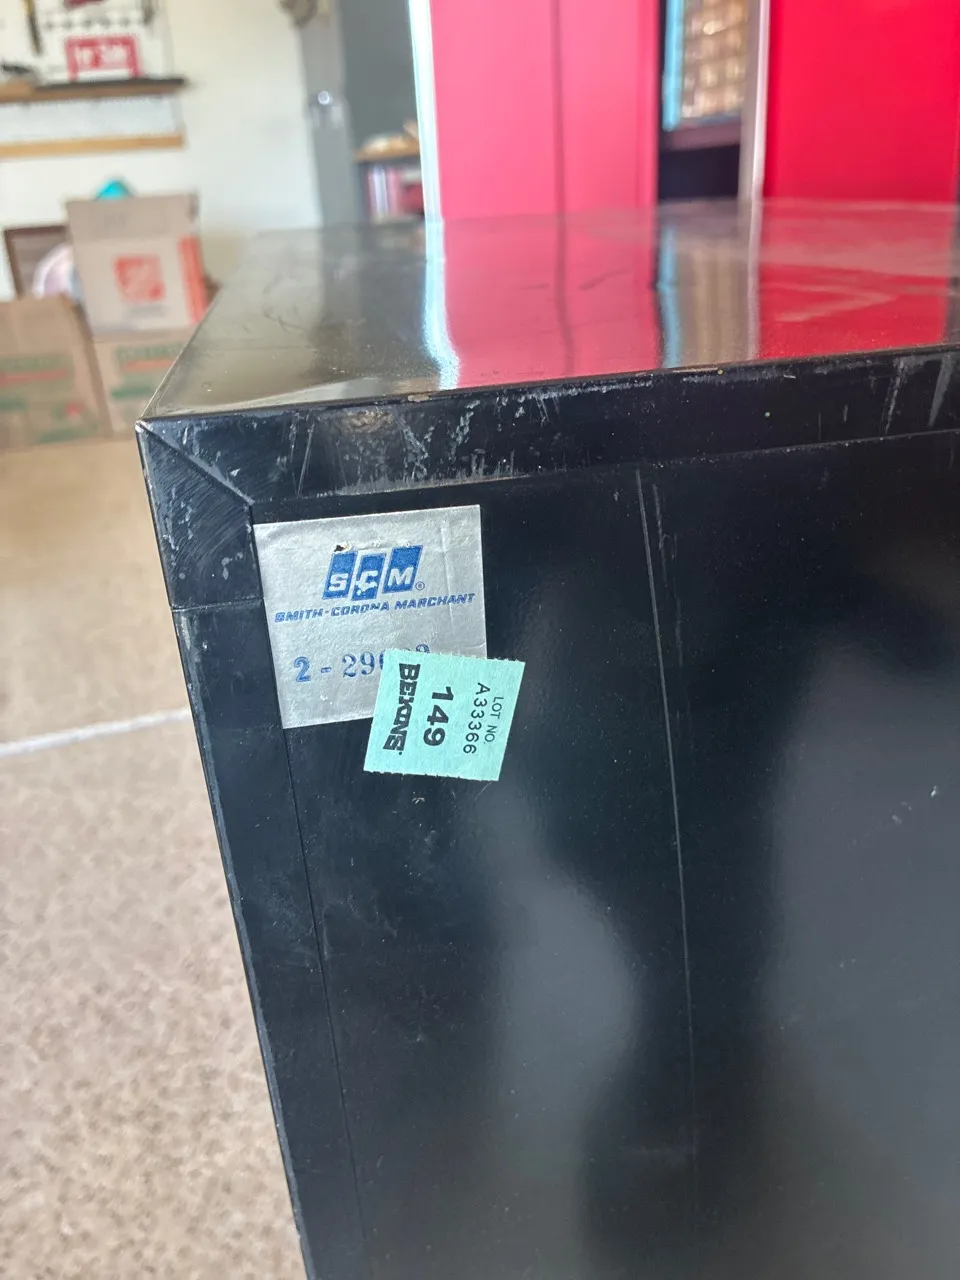 SCM®
SMITH-CORONA MARCHANT
LOT NO.
A33366
149
BEKINS